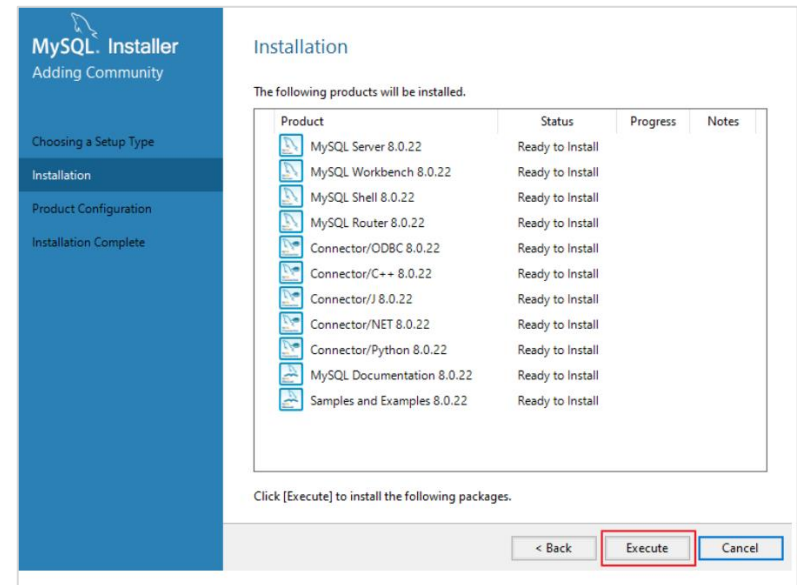 MySQL. Installer
Adding Community
Choosing a Setup Type
Installation
Product Configuration
Installation Complete
Installation
The following products will be installed.
Product Status Progress Notes
MySQL Server 8.0.22 Ready to Install
MySQL Workbench 8.0.22 Ready to Install
MySQL Shell 8.0.22 Ready to Install
MySQL Router 8.0.22 Ready to Install
Connector/ODBC 8.0.22 Ready to Install
Connector/C++ 8.0.22 Ready to Install
Connector/J 8.0.22 Ready to Install
Connector/NET 8.0.22 Ready to Install
Connector/Python 8.0.22 Ready to Install
MySQL Documentation 8.0.22 Ready to Install
Samples and Examples 8.0.22 Ready to Install
Click [Execute] to install the following packages.
< Back Execute Cancel